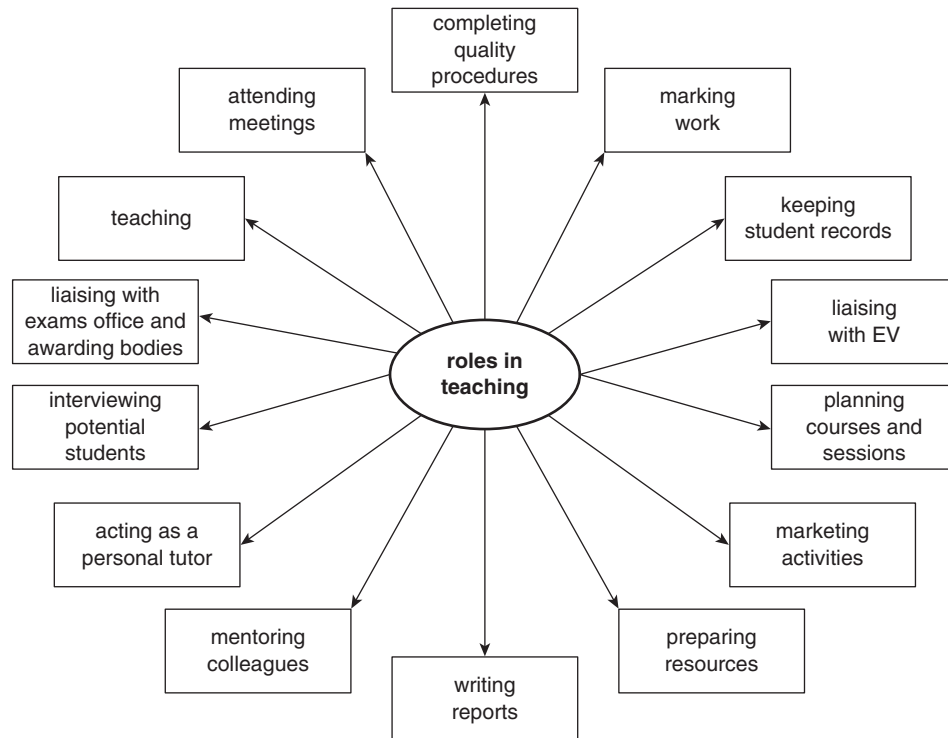 completing
quality
procedures
attending
meetings
marking
work
teaching
keeping
student records
liaising with
exams office and
awarding bodies
liaising
with EV
roles in
teaching
interviewing
potential
students
planning
courses and
sessions
acting as a
personal tutor
marketing
activities
mentoring
colleagues
preparing
resources
writing
reports